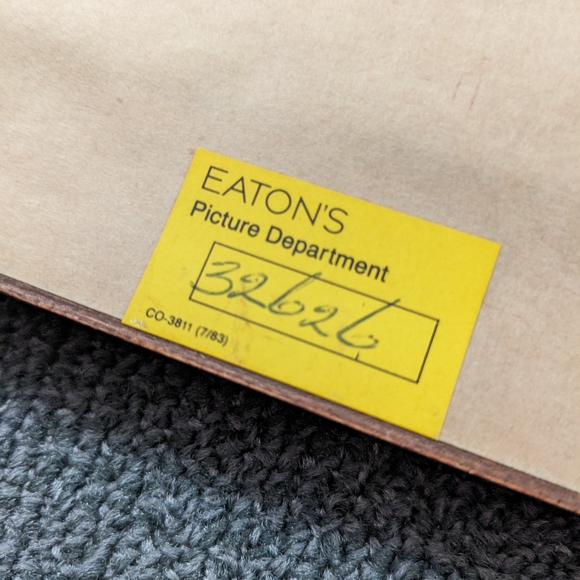 EATON'S
Picture Department
32626
CO-3811 (7/83)